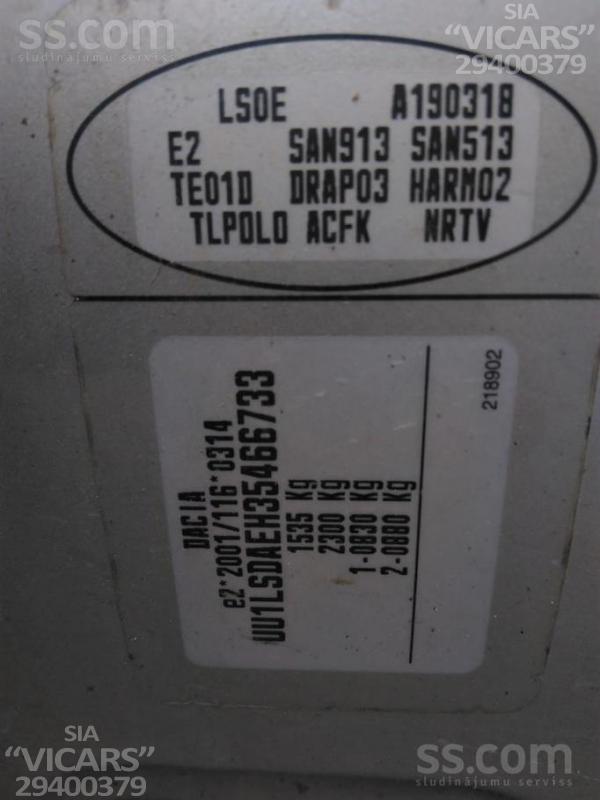 ss.com
sludinājumu serviss
SIA
“VICARS”
29400379
LS0E A190318
E2 SAN913 SAN513
TE01D DRAP03 HARM02
TLPOLO ACFK NRTV
DACIA
e2*2001/116*0314
UU1LSDAEH35466733
1535 Kg
2300 Kg
1-0830 Kg
2-0880 Kg
218902
SIA
“VICARS”
29400379
ss.com
sludinājumu serviss